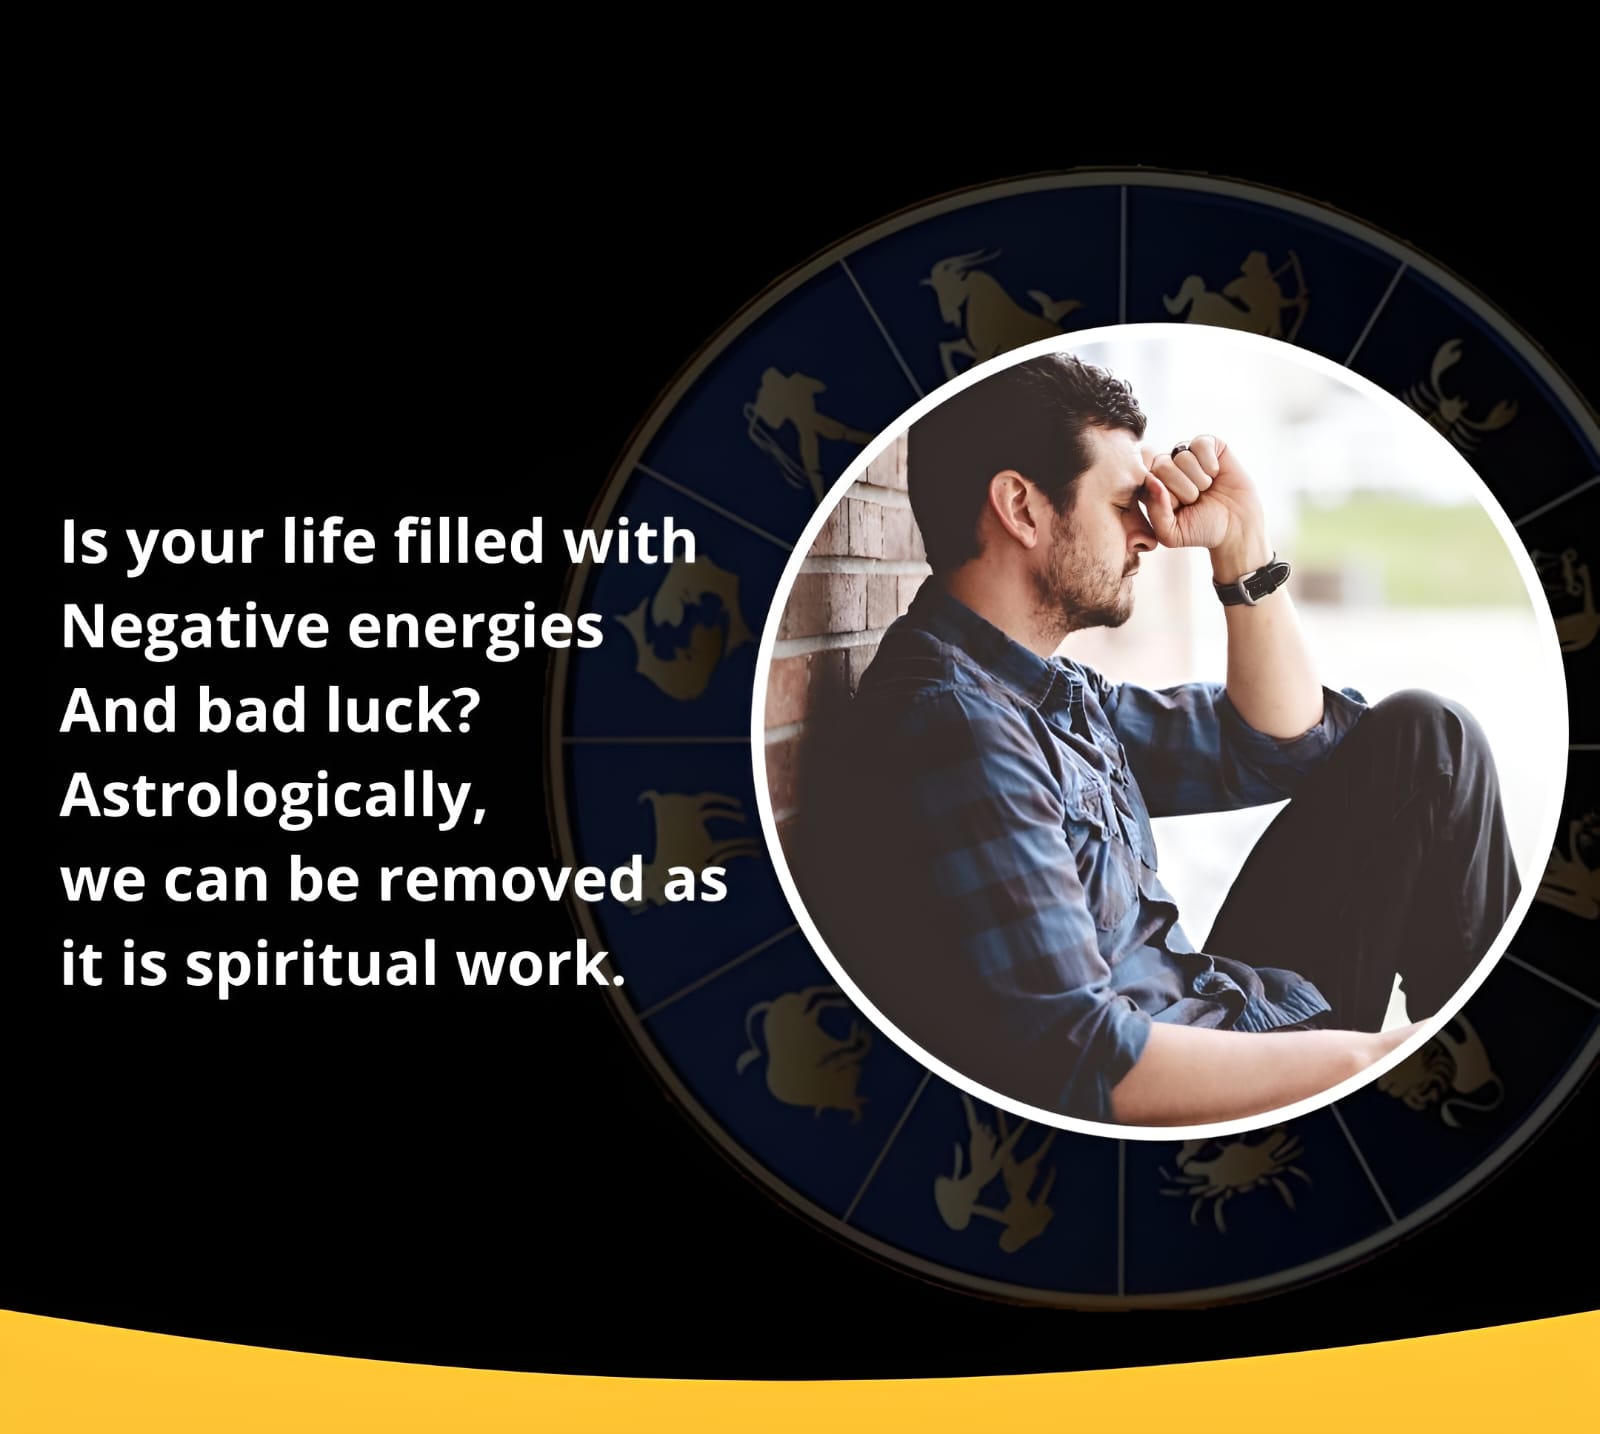 Is your life filled with
Negative energies
And bad luck?
Astrologically,
we can be removed as
it is spiritual work.